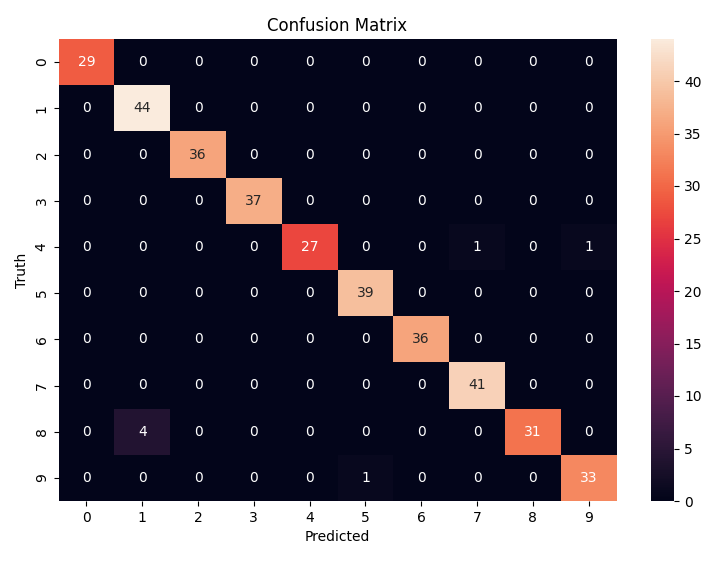 Confusion Matrix
0 29 0 0 0 0 0 0 0 0 0
1 0 44 0 0 0 0 0 0 0 0
2 0 0 36 0 0 0 0 0 0 0
3 0 0 0 37 0 0 0 0 0 0
4 0 0 0 0 27 0 0 1 0 1
5 0 0 0 0 0 39 0 0 0 0
6 0 0 0 0 0 0 36 0 0 0
7 0 0 0 0 0 0 0 41 0 0
8 0 4 0 0 0 0 0 0 31 0
9 0 0 0 0 0 1 0 0 0 33
0 1 2 3 4 5 6 7 8 9
Predicted
Truth
40
35
30
25
20
15
10
5
0